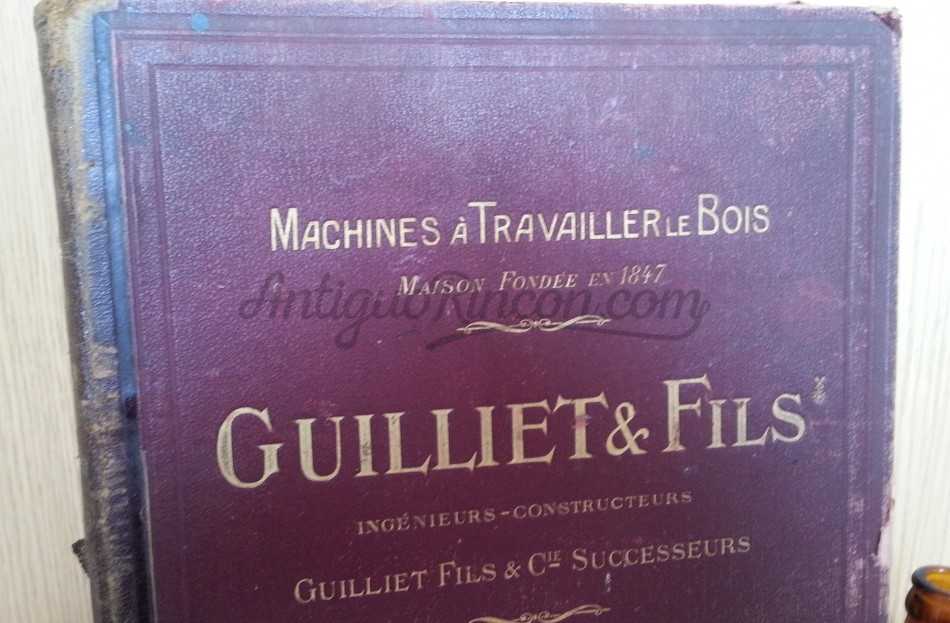 MACHINES À TRAVAILLER LE BOIS
MAISON FONDÉE EN 1847
AntiguoRincon.com
GUILLIET & FILS
INGÉNIEURS-CONSTRUCTEURS
GUILLIET FILS & CIE SUCCESSEURS